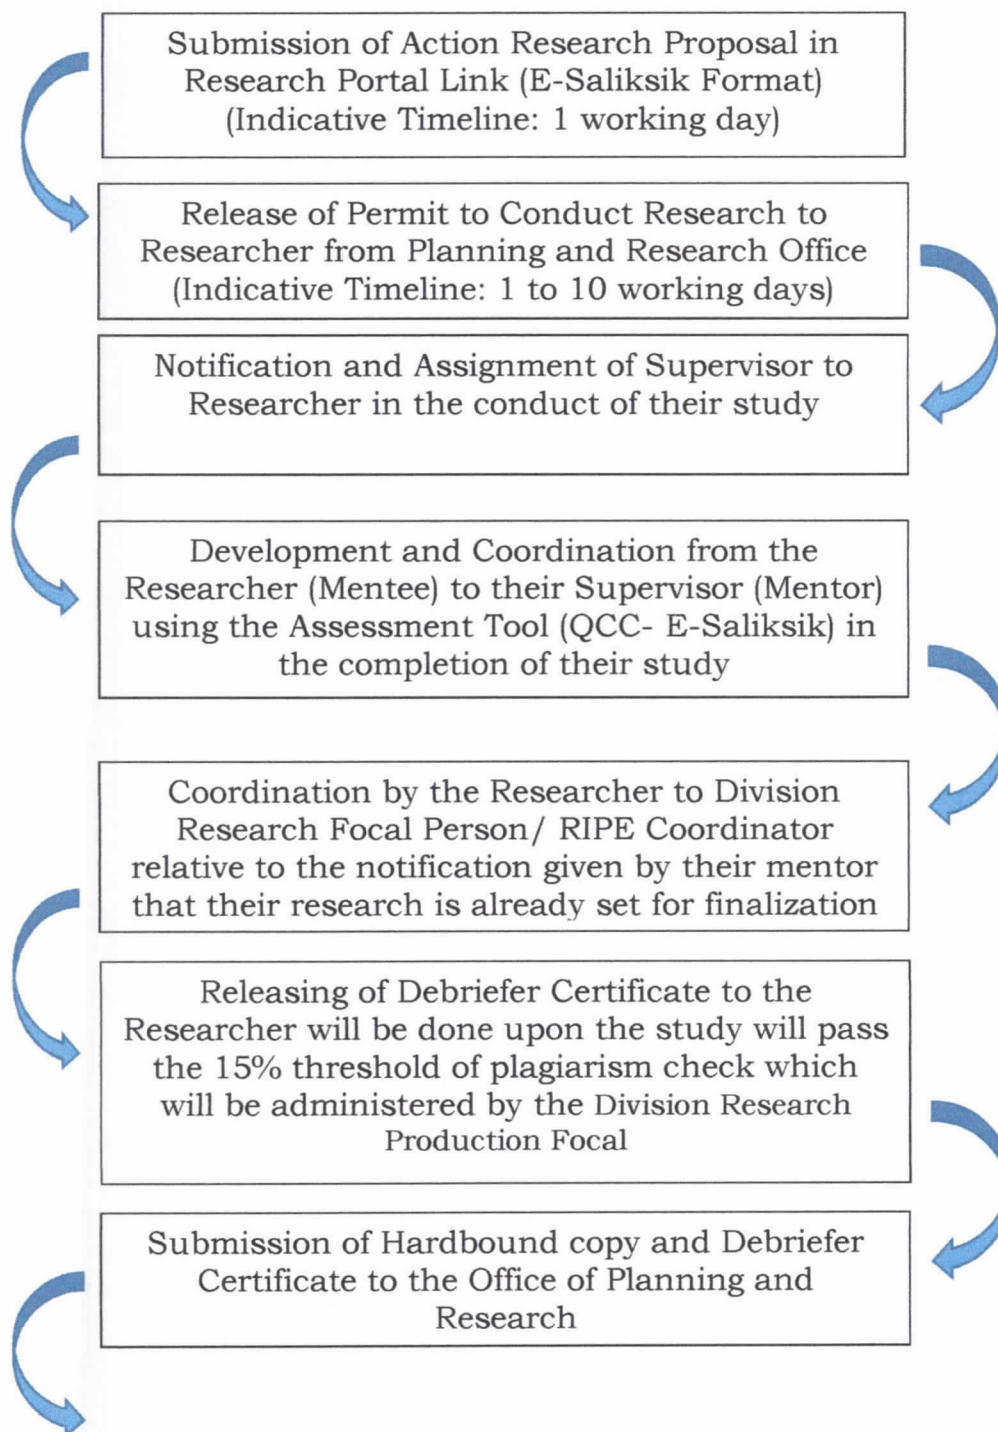 Submission of Action Research Proposal in
Research Portal Link (E-Saliksik Format)
(Indicative Timeline: 1 working day)
Release of Permit to Conduct Research to
Researcher from Planning and Research Office
(Indicative Timeline: 1 to 10 working days)
Notification and Assignment of Supervisor to
Researcher in the conduct of their study
Development and Coordination from the
Researcher (Mentee) to their Supervisor (Mentor)
using the Assessment Tool (QCC- E-Saliksik) in
the completion of their study
Coordination by the Researcher to Division
Research Focal Person/ RIPE Coordinator
relative to the notification given by their mentor
that their research is already set for finalization
Releasing of Debriefer Certificate to the
Researcher will be done upon the study will pass
the 15% threshold of plagiarism check which
will be administered by the Division Research
Production Focal
Submission of Hardbound copy and Debriefer
Certificate to the Office of Planning and
Research